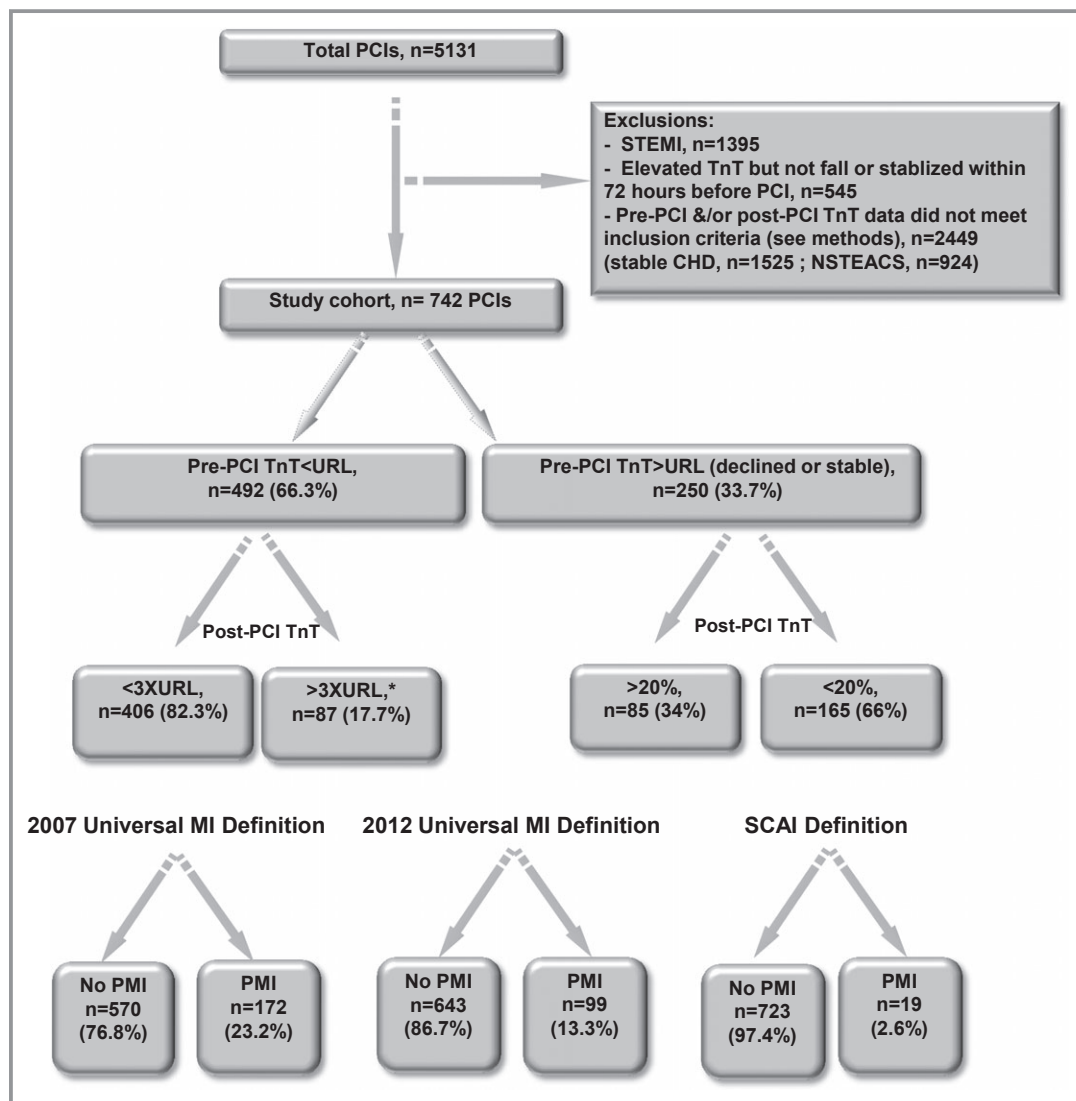 Total PCIs, n=5131
Exclusions:
- STEMI, n=1395
- Elevated TnT but not fall or stablized within
72 hours before PCI, n=545
- Pre-PCI &/or post-PCI TnT data did not meet
inclusion criteria (see methods), n=2449
(stable CHD, n=1525 ; NSTEACS, n=924)
Study cohort, n= 742 PCIs
Pre-PCI TnT<URL,
n=492 (66.3%)
Pre-PCI TnT>URL (declined or stable),
n=250 (33.7%)
Post-PCI TnT
Post-PCI TnT
<3XURL,
n=406 (82.3%)
>3XURL,*
n=87 (17.7%)
>20%,
n=85 (34%)
<20%,
n=165 (66%)
2007 Universal MI Definition
2012 Universal MI Definition
SCAI Definition
No PMI
n=570
(76.8%)
PMI
n=172
(23.2%)
No PMI
n=643
(86.7%)
PMI
n=99
(13.3%)
No PMI
n=723
(97.4%)
PMI
n=19
(2.6%)